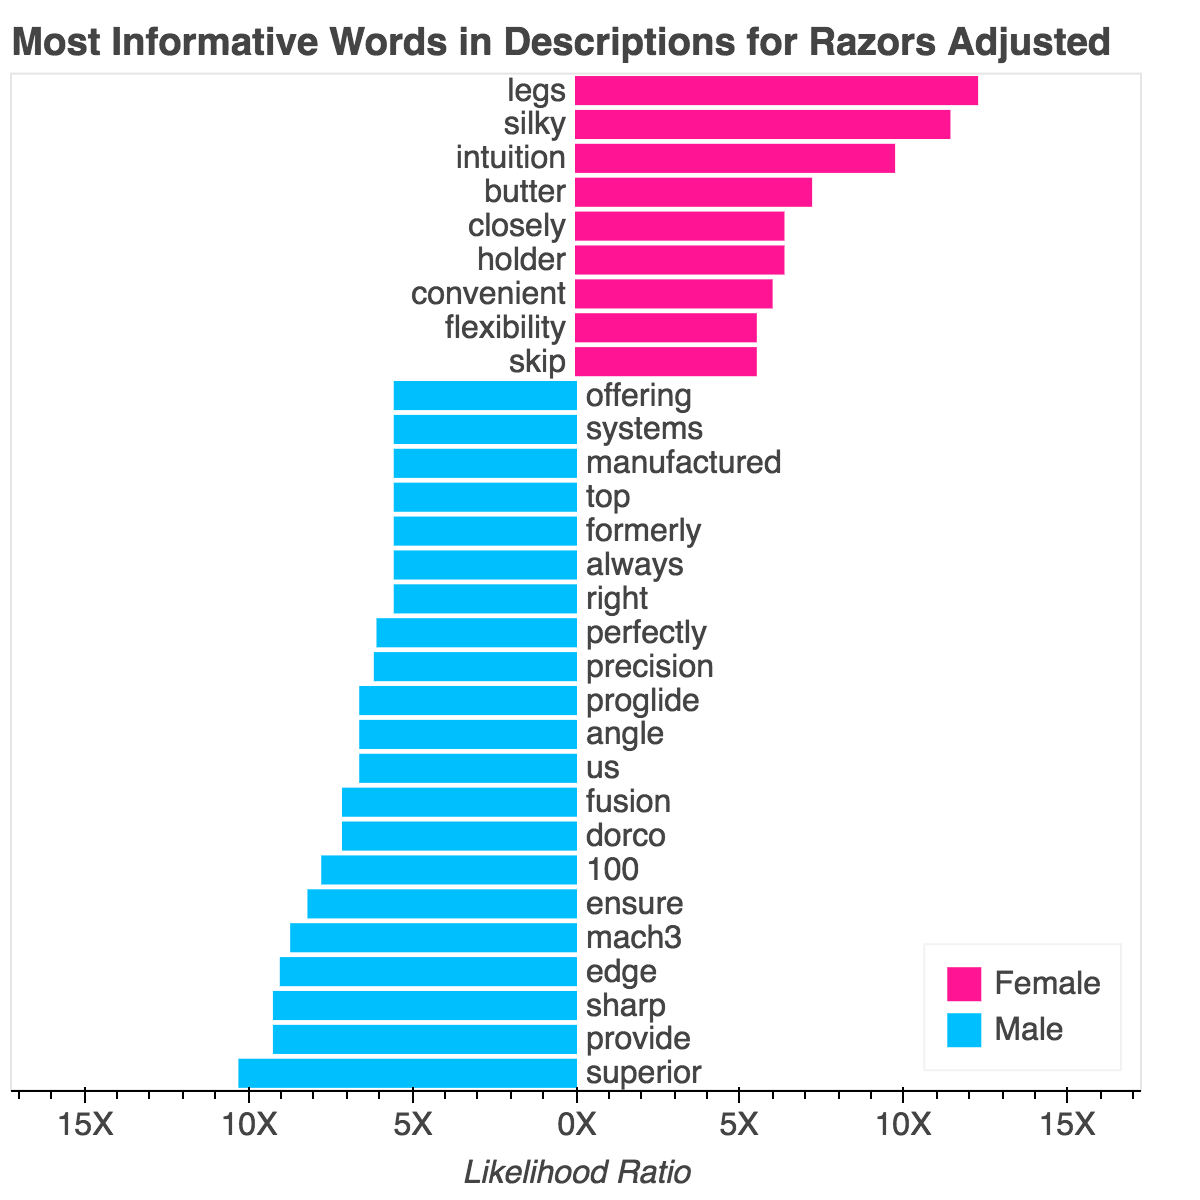 Most Informative Words in Descriptions for Razors Adjusted
legs
silky
intuition
butter
closely
holder
convenient
flexibility
skip
offering
systems
manufactured
top
formerly
always
right
perfectly
precision
proglide
angle
us
fusion
dorco
100
ensure
mach3
edge
sharp
provide
superior
Female
Male
15X 10X 5X 0X 5X 10X 15X
Likelihood Ratio